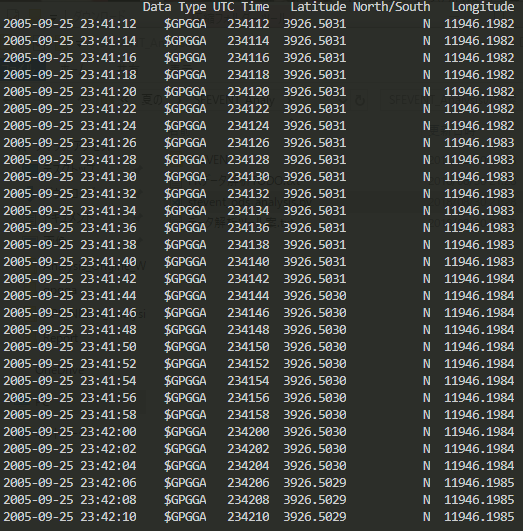 Data Type UTC Time Latitude North/South Longitude
2005-09-25 23:41:12 $GPGGA 234112 3926.5031 N 11946.1982
2005-09-25 23:41:14 $GPGGA 234114 3926.5031 N 11946.1982
2005-09-25 23:41:16 $GPGGA 234116 3926.5031 N 11946.1982
2005-09-25 23:41:18 $GPGGA 234118 3926.5031 N 11946.1982
2005-09-25 23:41:20 $GPGGA 234120 3926.5031 N 11946.1982
2005-09-25 23:41:22 $GPGGA 234122 3926.5031 N 11946.1982
2005-09-25 23:41:24 $GPGGA 234124 3926.5031 N 11946.1982
2005-09-25 23:41:26 $GPGGA 234126 3926.5031 N 11946.1983
2005-09-25 23:41:28 $GPGGA 234128 3926.5031 N 11946.1983
2005-09-25 23:41:30 $GPGGA 234130 3926.5031 N 11946.1983
2005-09-25 23:41:32 $GPGGA 234132 3926.5031 N 11946.1983
2005-09-25 23:41:34 $GPGGA 234134 3926.5031 N 11946.1983
2005-09-25 23:41:36 $GPGGA 234136 3926.5031 N 11946.1983
2005-09-25 23:41:38 $GPGGA 234138 3926.5031 N 11946.1983
2005-09-25 23:41:40 $GPGGA 234140 3926.5031 N 11946.1983
2005-09-25 23:41:42 $GPGGA 234142 3926.5031 N 11946.1984
2005-09-25 23:41:44 $GPGGA 234144 3926.5030 N 11946.1984
2005-09-25 23:41:46 $GPGGA 234146 3926.5030 N 11946.1984
2005-09-25 23:41:48 $GPGGA 234148 3926.5030 N 11946.1984
2005-09-25 23:41:50 $GPGGA 234150 3926.5030 N 11946.1984
2005-09-25 23:41:52 $GPGGA 234152 3926.5030 N 11946.1984
2005-09-25 23:41:54 $GPGGA 234154 3926.5030 N 11946.1984
2005-09-25 23:41:56 $GPGGA 234156 3926.5030 N 11946.1984
2005-09-25 23:41:58 $GPGGA 234158 3926.5030 N 11946.1984
2005-09-25 23:42:00 $GPGGA 234200 3926.5030 N 11946.1984
2005-09-25 23:42:02 $GPGGA 234202 3926.5030 N 11946.1984
2005-09-25 23:42:04 $GPGGA 234204 3926.5030 N 11946.1984
2005-09-25 23:42:06 $GPGGA 234206 3926.5029 N 11946.1985
2005-09-25 23:42:08 $GPGGA 234208 3926.5029 N 11946.1985
2005-09-25 23:42:10 $GPGGA 234210 3926.5029 N 11946.1985